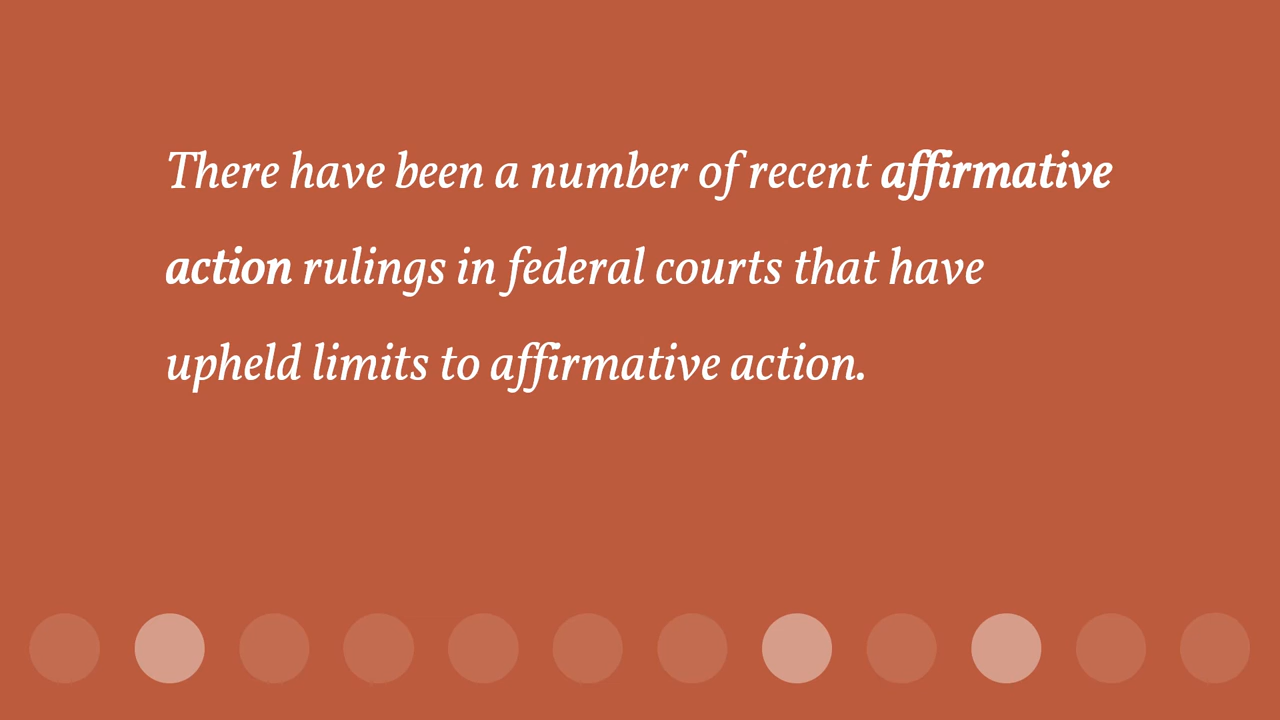 There have been a number of recent affirmative
action rulings in federal courts that have
upheld limits to affirmative action.